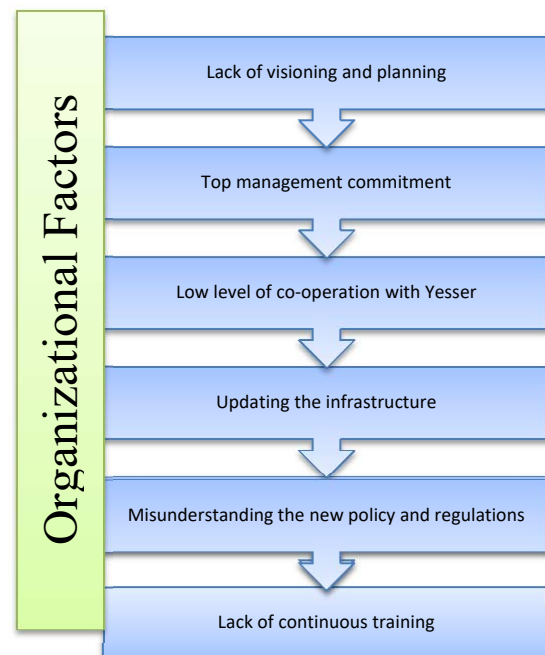 Organizational Factors
Lack of visioning and planning
Top management commitment
Low level of co-operation with Yesser
Updating the infrastructure
Misunderstanding the new policy and regulations
Lack of continuous training